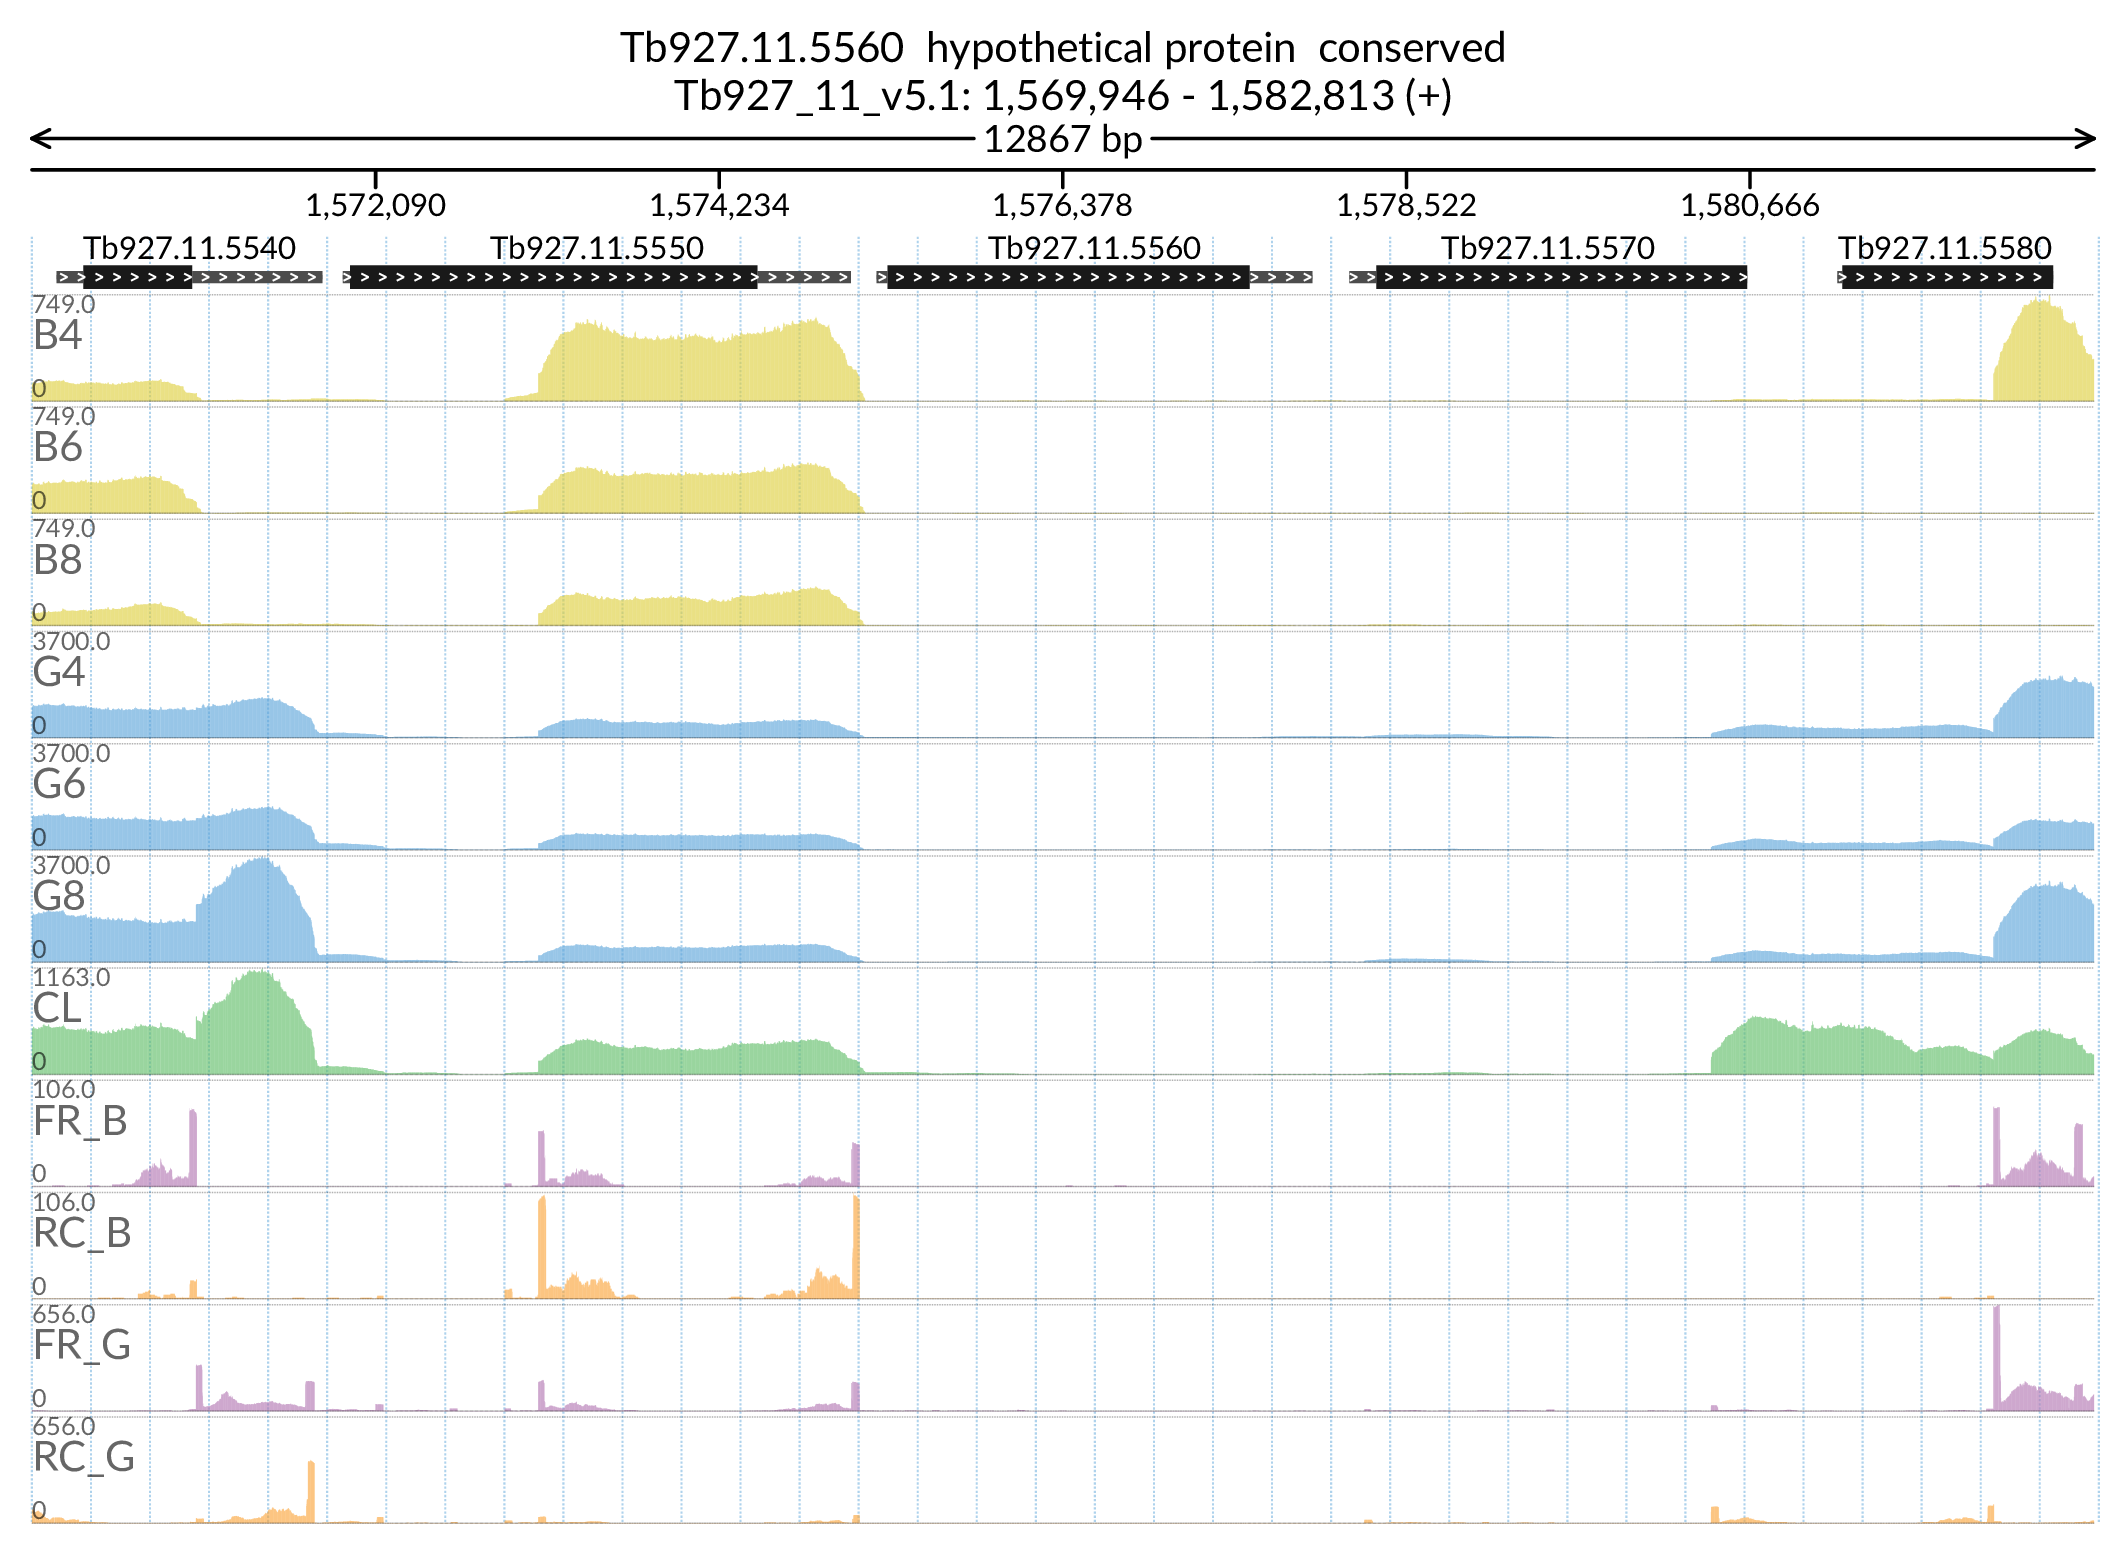 Tb927.11.5560 hypothetical protein conserved
Tb927_11_v5.1: 1,569,946 - 1,582,813 (+)
12867 bp
1,572,090 1,574,234 1,576,378 1,578,522 1,580,666
Tb927.11.5540 Tb927.11.5550 Tb927.11.5560 Tb927.11.5570 Tb927.11.5580
749.0
B4
0
749.0
B6
0
749.0
B8
0
3700.0
G4
0
3700.0
G6
0
3700.0
G8
0
1163.0
CL
0
106.0
FR_B
0
106.0
RC_B
0
656.0
FR_G
0
656.0
RC_G
0